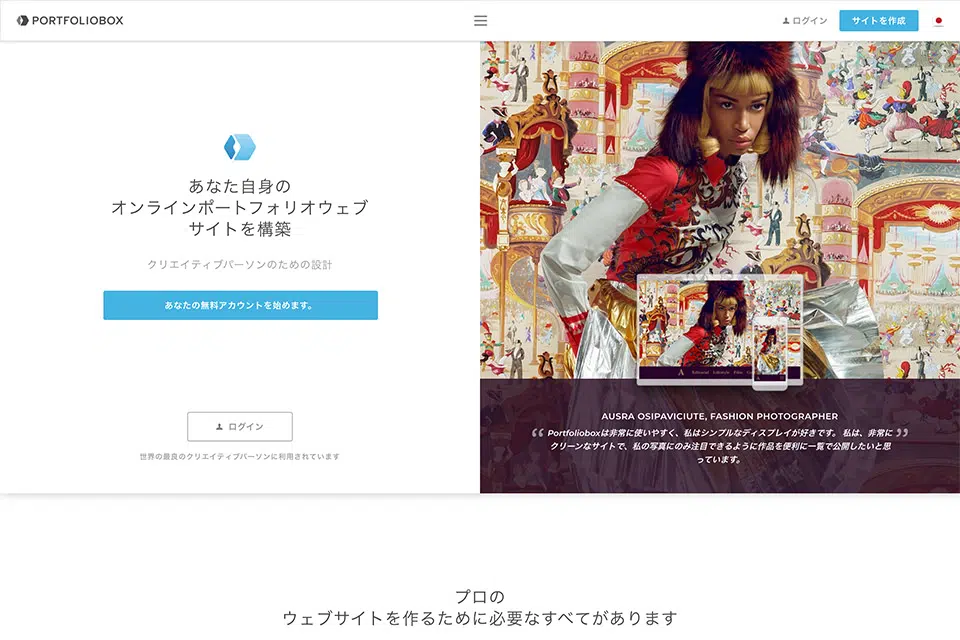 PORTFOLIOBOX
ログイン
サイトを作成
あなた自身の
オンラインポートフォリオウェブ
サイトを構築
クリエイティブパーソンのための設計
あなたの無料アカウントを始めます。
ログイン
世界の最良のクリエイティブパーソンに利用されています
AUSRA OSIPAVICIUTE, FASHION PHOTOGRAPHER
“ Portfolioboxは非常に使いやすく、私はシンプルなディスプレイが好きです。 私は、非常に ”
クリーンなサイトで、私の写真にのみ注目できるように作品を便利に一覧で公開したいと思
っています。
プロの
ウェブサイトを作るために必要なすべてがあります